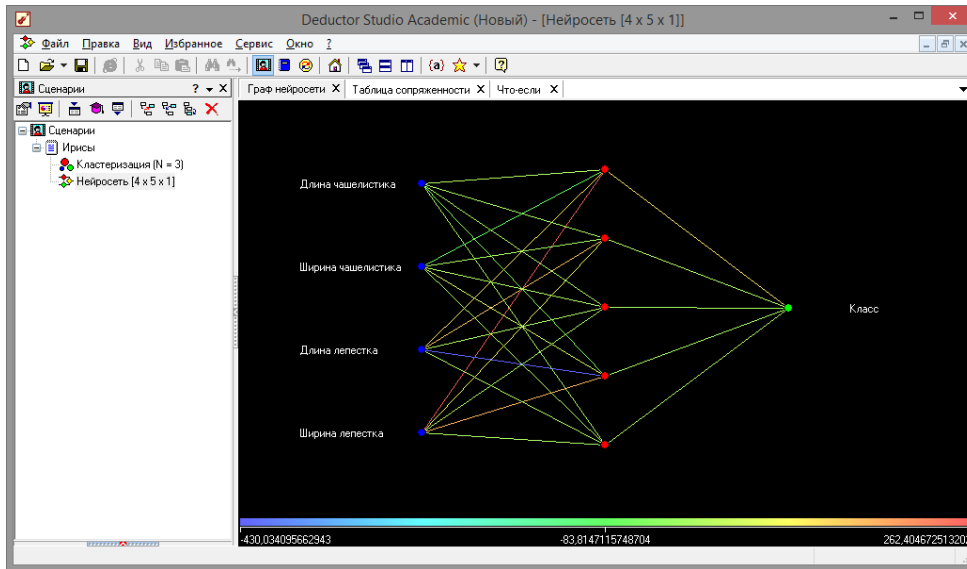 Deductor Studio Academic (Новый) - [Нейросеть [4 x 5 x 1]]
Файл Правка Вид Избранное Сервис Окно ?
Сценарии
Граф нейросети X Таблица сопряженности X Что-если X
Сценарии
Ирисы
Кластеризация (N = 3)
Нейросеть [4 x 5 x 1]
Длина чашелистика
Ширина чашелистика
Длина лепестка
Ширина лепестка
Класс
-430,034095662943 -83,8147115748704